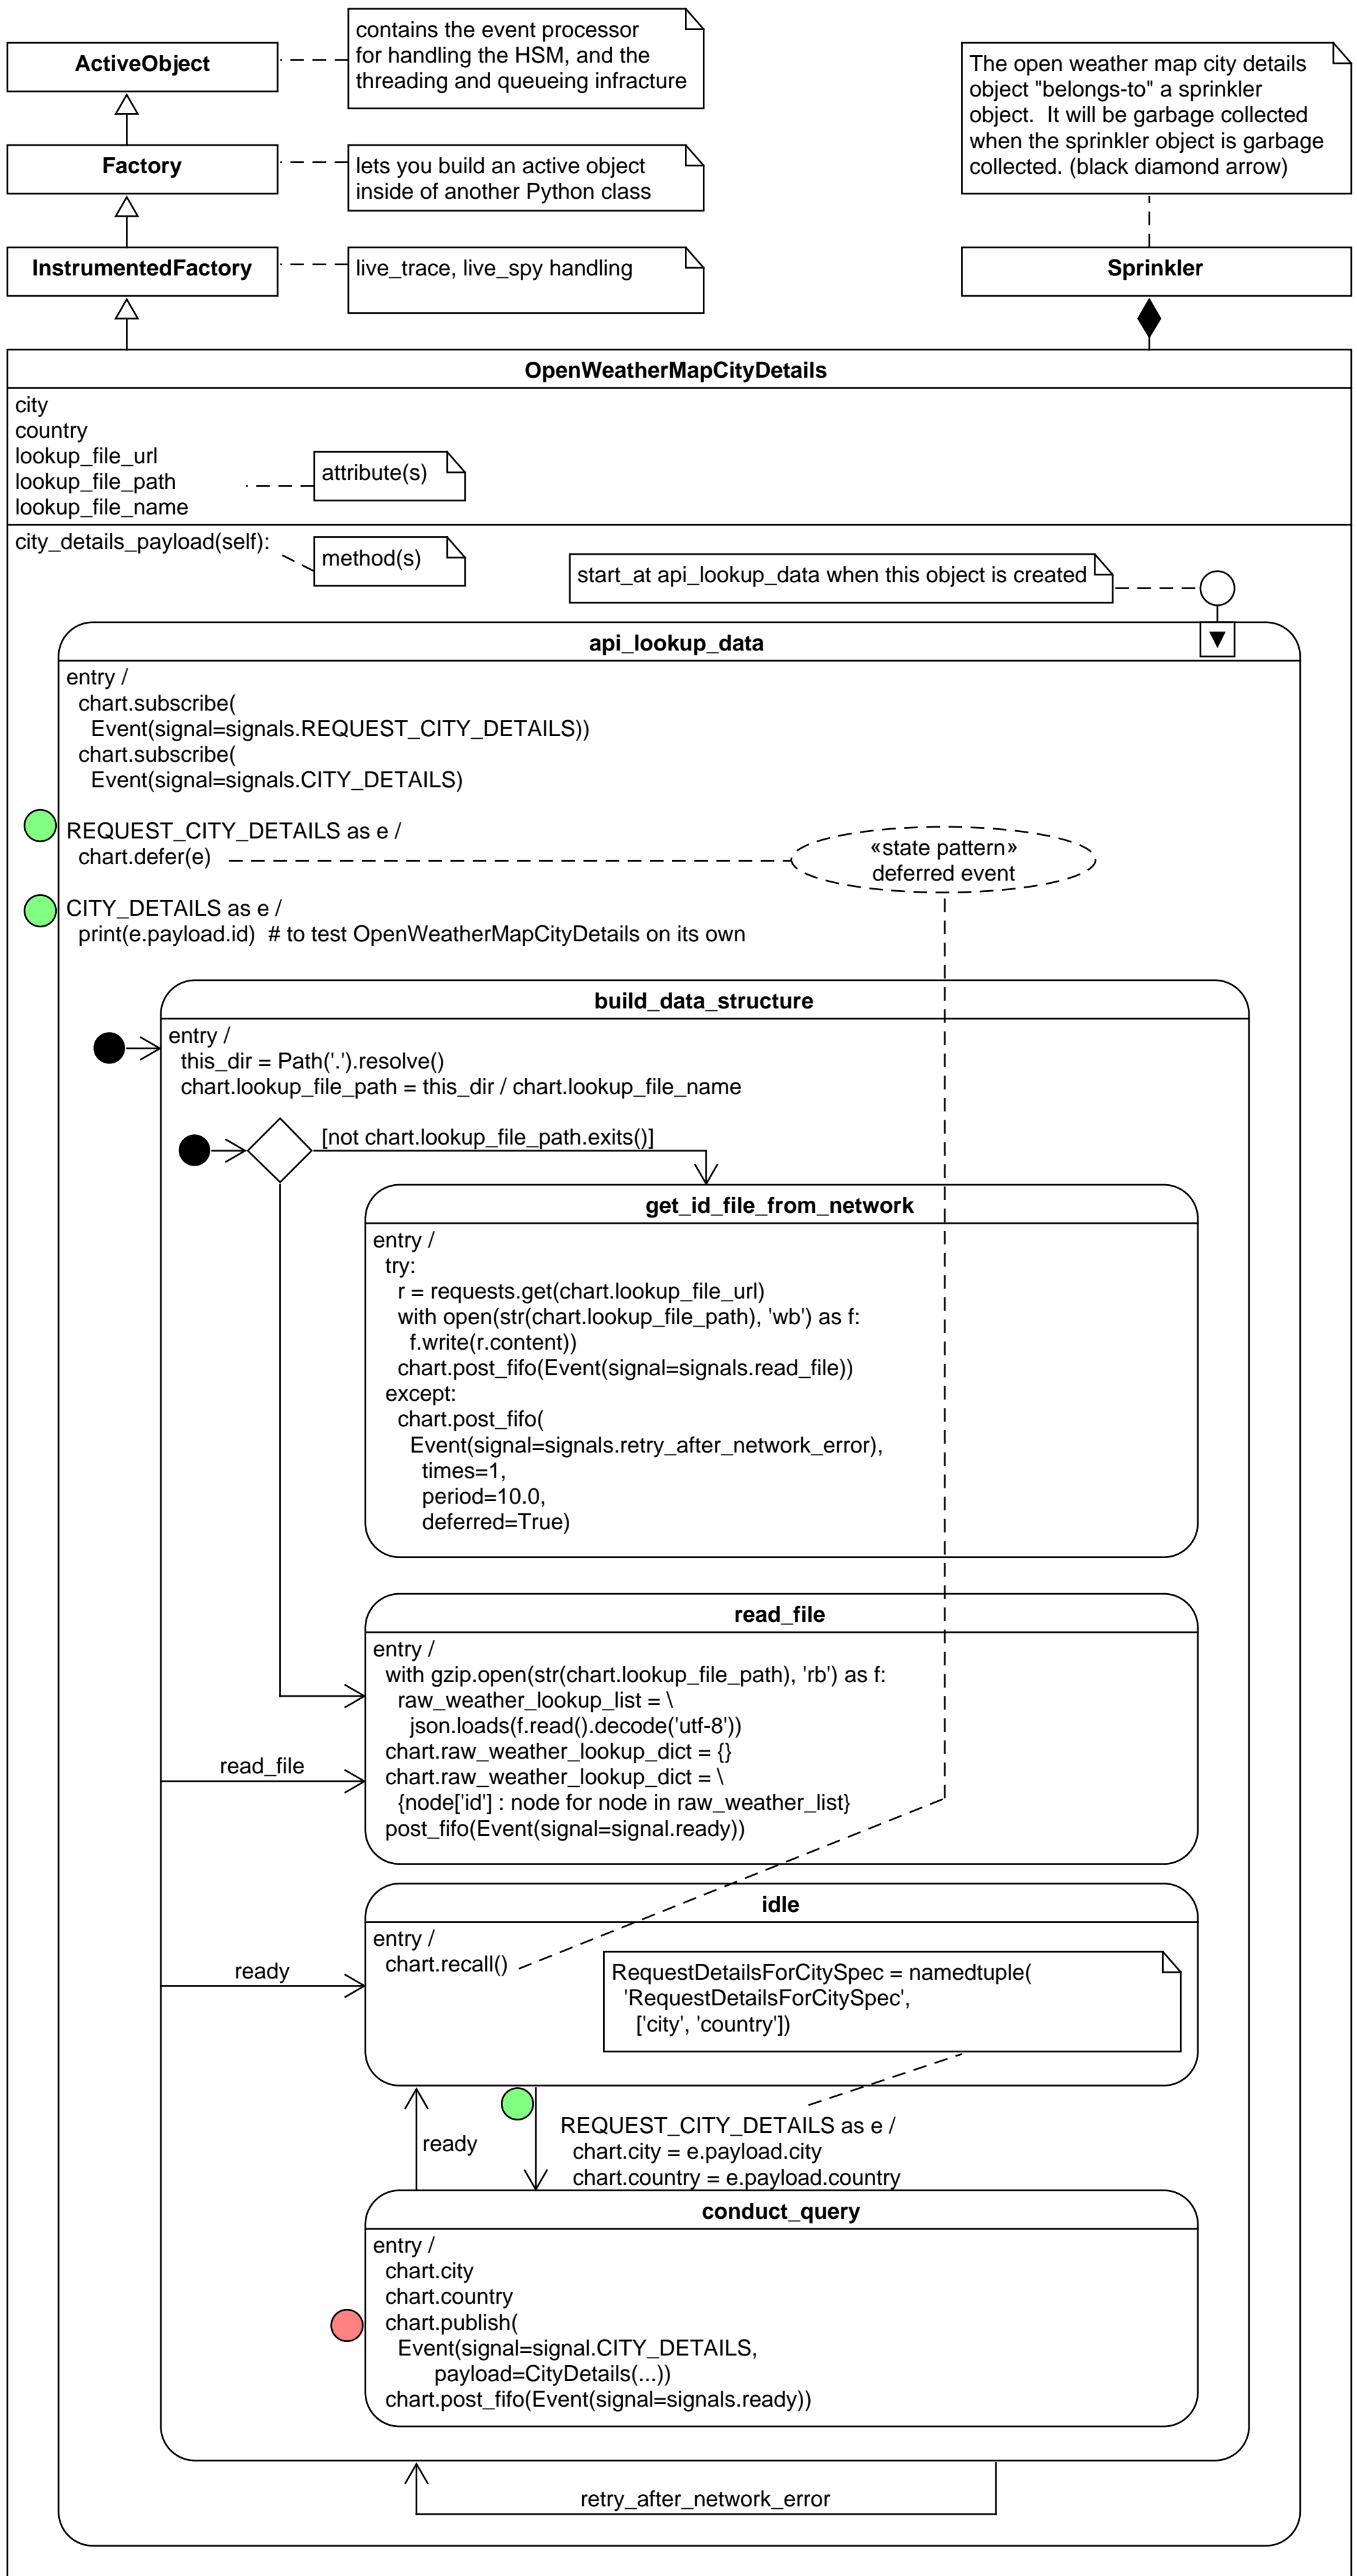 contains the event processor
for handling the HSM, and the
threading and queueing infracture
ActiveObject
The open weather map city details
object "belongs-to" a sprinkler
object.  It will be garbage collected
when the sprinkler object is garbage
collected. (black diamond arrow)
Factory
lets you build an active object
inside of another Python class
InstrumentedFactory
live_trace, live_spy handling
Sprinkler
OpenWeatherMapCityDetails
city
country
lookup_file_url
lookup_file_path
lookup_file_name
attribute(s)
city_details_payload(self):
method(s)
start_at api_lookup_data when this object is created
api_lookup_data
entry /
chart.subscribe(
Event(signal=signals.REQUEST_CITY_DETAILS))
chart.subscribe(
Event(signal=signals.CITY_DETAILS)
REQUEST_CITY_DETAILS as e /
chart.defer(e)
«state pattern»
deferred event
CITY_DETAILS as e /
print(e.payload.id)  # to test OpenWeatherMapCityDetails on its own
build_data_structure
entry /
this_dir = Path('.').resolve()
chart.lookup_file_path = this_dir / chart.lookup_file_name
[not chart.lookup_file_path.exits()]
get_id_file_from_network
entry /
try:
r = requests.get(chart.lookup_file_url)
with open(str(chart.lookup_file_path), 'wb') as f:
f.write(r.content))
chart.post_fifo(Event(signal=signals.read_file))
except:
chart.post_fifo(
Event(signal=signals.retry_after_network_error),
times=1,
period=10.0,
deferred=True)
read_file
entry /
with gzip.open(str(chart.lookup_file_path), 'rb') as f:
raw_weather_lookup_list = \
json.loads(f.read().decode('utf-8'))
chart.raw_weather_lookup_dict = {}
chart.raw_weather_lookup_dict = \
{node['id'] : node for node in raw_weather_list}
post_fifo(Event(signal=signal.ready))
read_file
idle
entry /
chart.recall()
ready
RequestDetailsForCitySpec = namedtuple(
'RequestDetailsForCitySpec',
['city', 'country'])
ready
REQUEST_CITY_DETAILS as e /
chart.city = e.payload.city
chart.country = e.payload.country
conduct_query
entry /
chart.city
chart.country
chart.publish(
Event(signal=signal.CITY_DETAILS,
payload=CityDetails(...))
chart.post_fifo(Event(signal=signals.ready))
retry_after_network_error